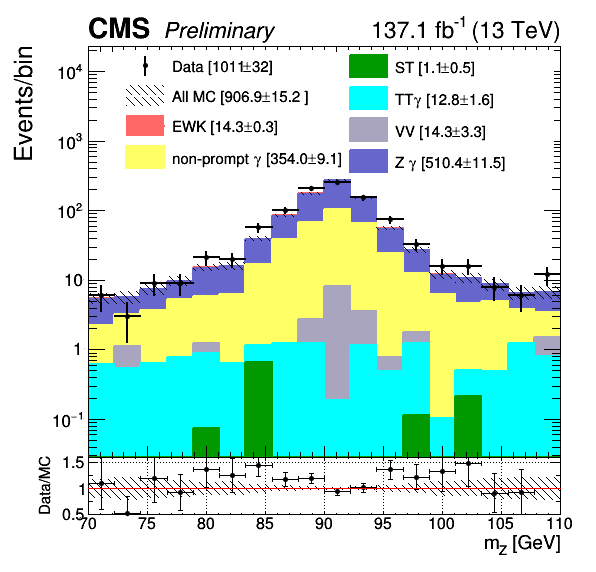 CMS Preliminary 137.1 fb⁻¹ (13 TeV)
Events/bin
Data [1011±32]
All MC [906.9±15.2 ]
EWK [14.3±0.3]
non-prompt γ [354.0±9.1]
ST [1.1±0.5]
TTγ [12.8±1.6]
VV [14.3±3.3]
Z γ [510.4±11.5]
10⁴
10³
10²
10
1
10⁻¹
Data/MC
1.5
1
0.5
70 75 80 85 90 95 100 105 110
m_Z [GeV]